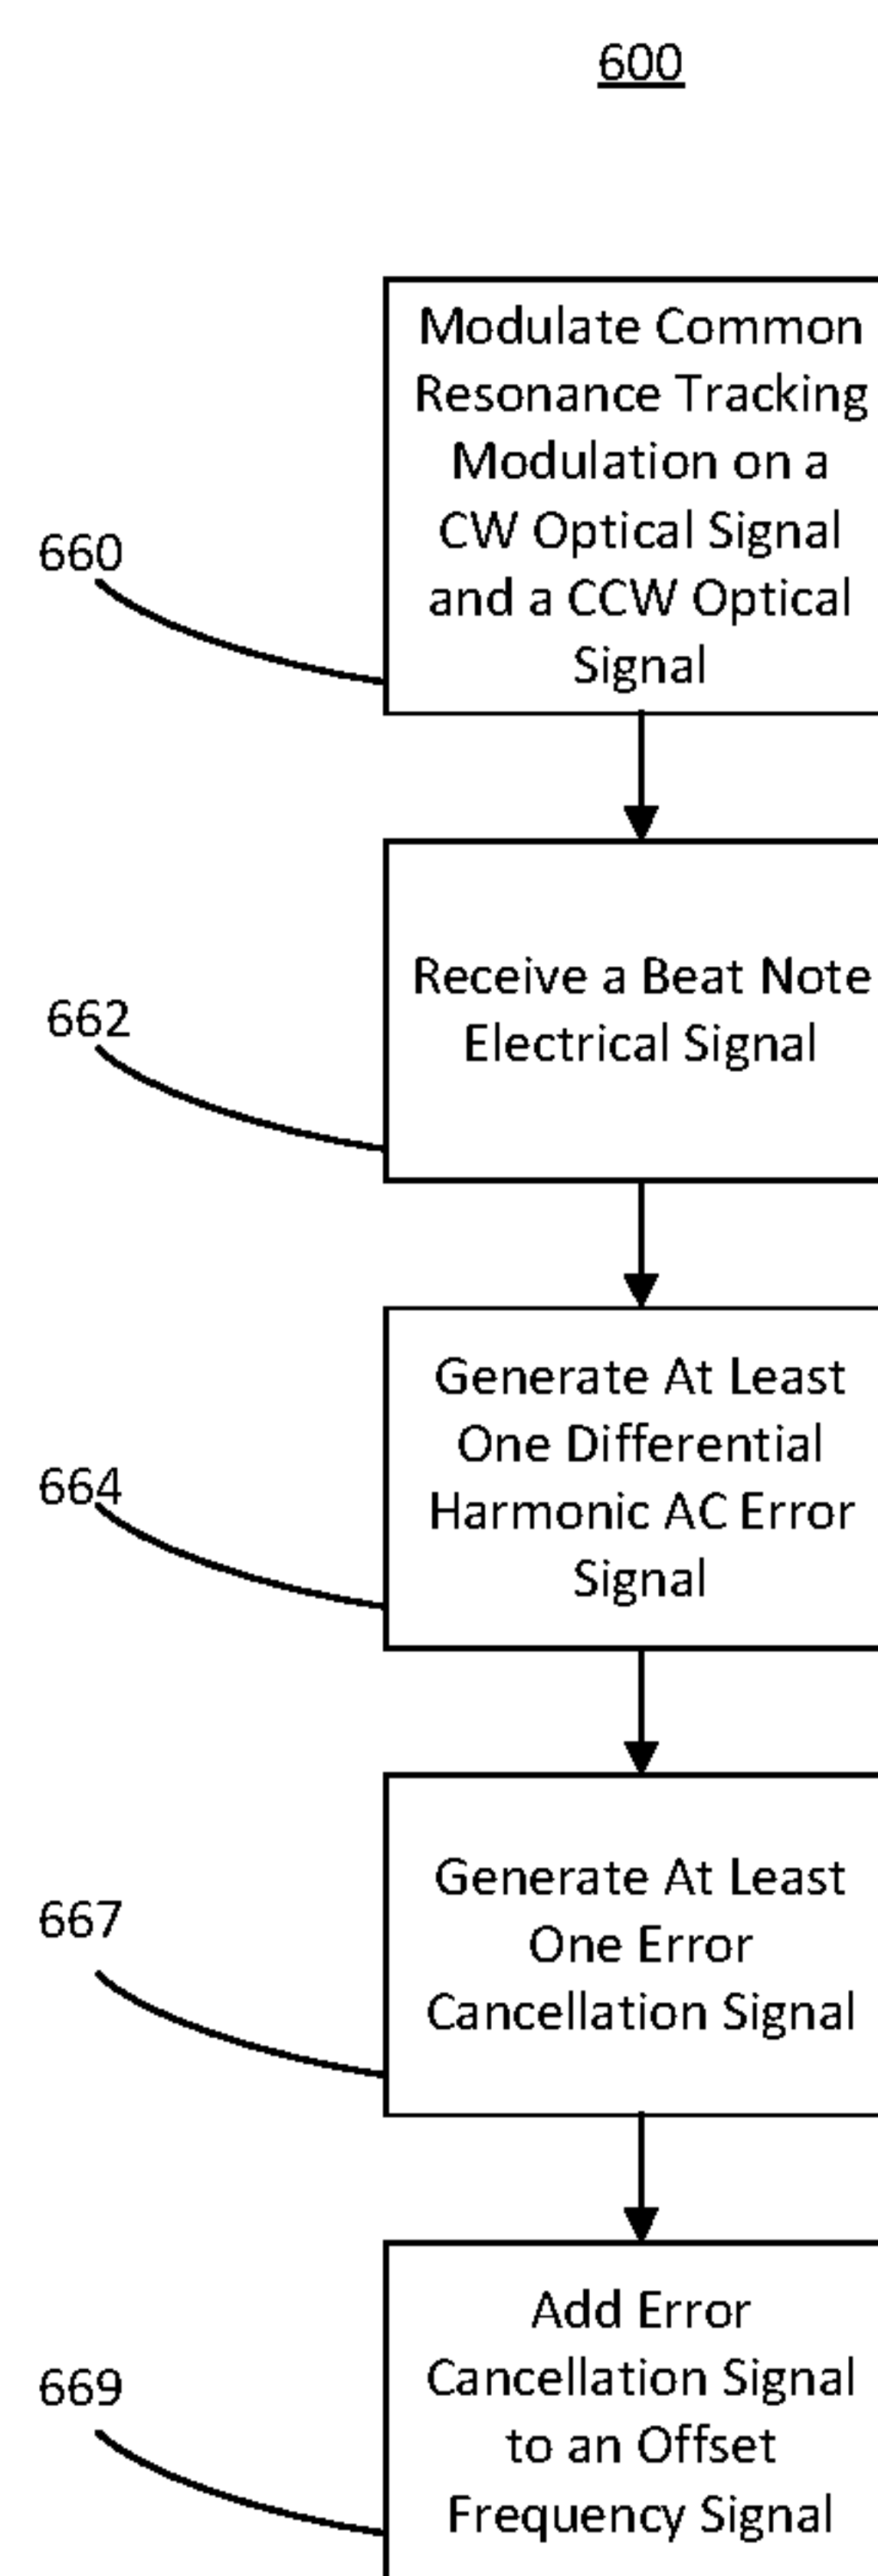 600
Modulate Common
Resonance Tracking
Modulation on a
CW Optical Signal
and a CCW Optical
Signal
660
Receive a Beat Note
Electrical Signal
662
Generate At Least
One Differential
Harmonic AC Error
Signal
664
Generate At Least
One Error
Cancellation Signal
667
Add Error
Cancellation Signal
to an Offset
Frequency Signal
669